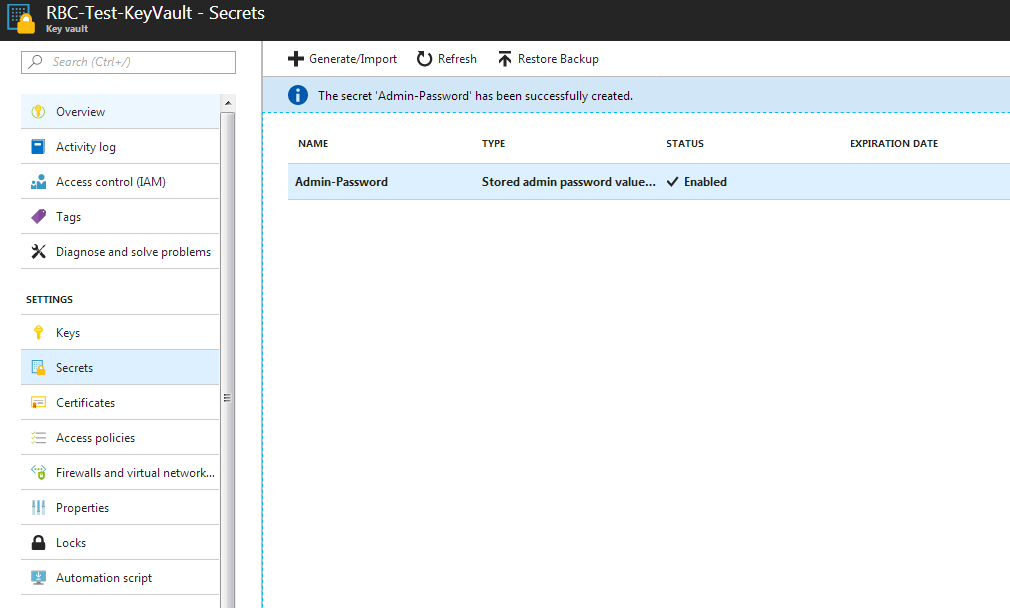 RBC-Test-KeyVault - Secrets
Key vault
Search (Ctrl+/)
Overview
Activity log
Access control (IAM)
Tags
Diagnose and solve problems
SETTINGS
Keys
Secrets
Certificates
Access policies
Firewalls and virtual network...
Properties
Locks
Automation script
Generate/Import Refresh Restore Backup
The secret 'Admin-Password' has been successfully created.
NAME TYPE STATUS EXPIRATION DATE
Admin-Password Stored admin password value... Enabled